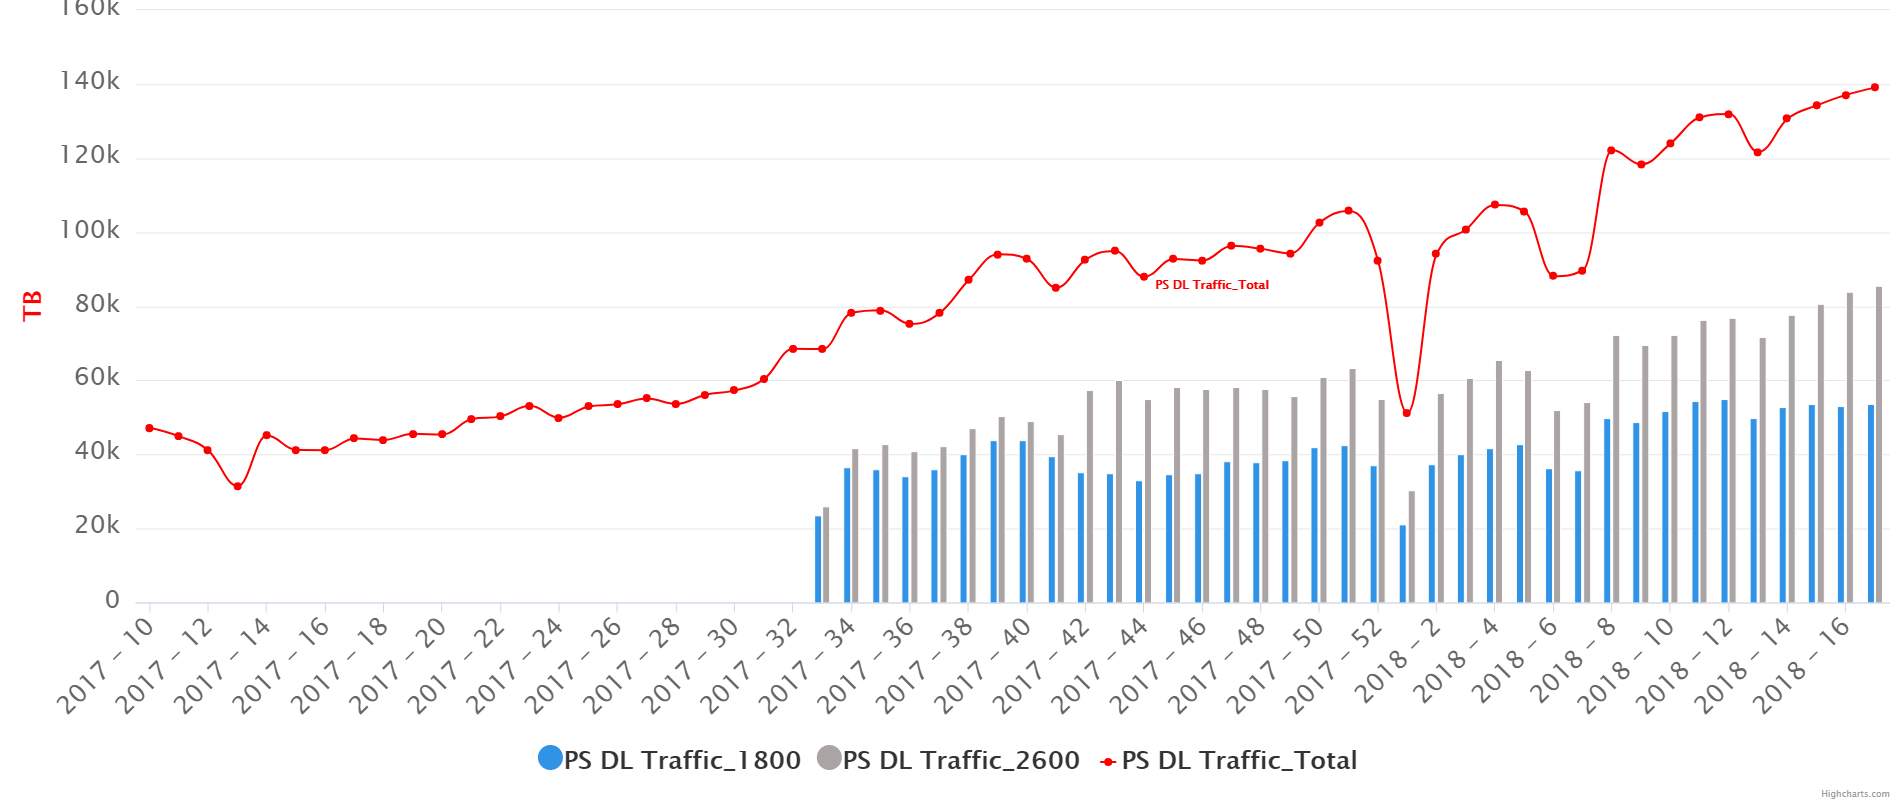 160k
140k
120k
100k
80k
60k
40k
20k
0
TB
PS DL Traffic_Total
2017 – 10
2017 – 12
2017 – 14
2017 – 16
2017 – 18
2017 – 20
2017 – 22
2017 – 24
2017 – 26
2017 – 28
2017 – 30
2017 – 32
2017 – 34
2017 – 36
2017 – 38
2017 – 40
2017 – 42
2017 – 44
2017 – 46
2017 – 48
2017 – 50
2017 – 52
2018 – 2
2018 – 4
2018 – 6
2018 – 8
2018 – 10
2018 – 12
2018 – 14
2018 – 16
PS DL Traffic_1800 PS DL Traffic_2600 PS DL Traffic_Total
Highcharts.com